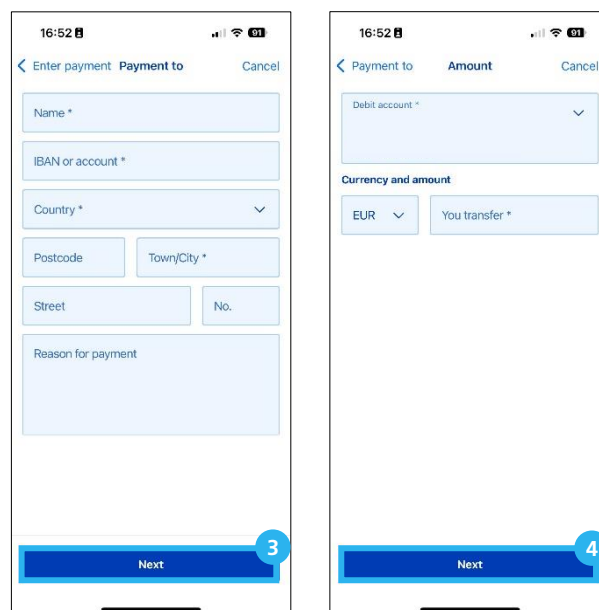 16:52
91
Enter payment Payment to Cancel
Name *
IBAN or account *
Country *
Postcode Town/City *
Street No.
Reason for payment
Next
3
16:52
91
Payment to Amount Cancel
Debit account *
Currency and amount
EUR You transfer *
Next
4